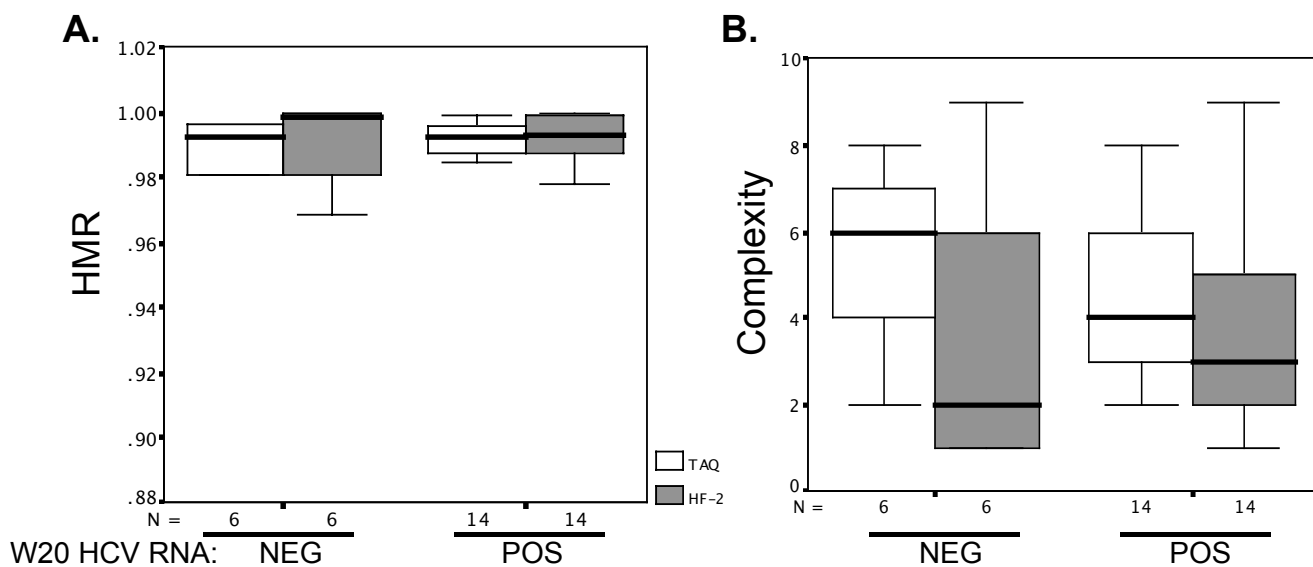 A.
B.
HMR
1.02
1.00
.98
.96
.94
.92
.90
.88
Complexity
10
8
6
4
2
0
TAQ
HF-2
N = 6 6 14 14
N = 6 6 14 14
W20 HCV RNA: NEG POS
NEG POS